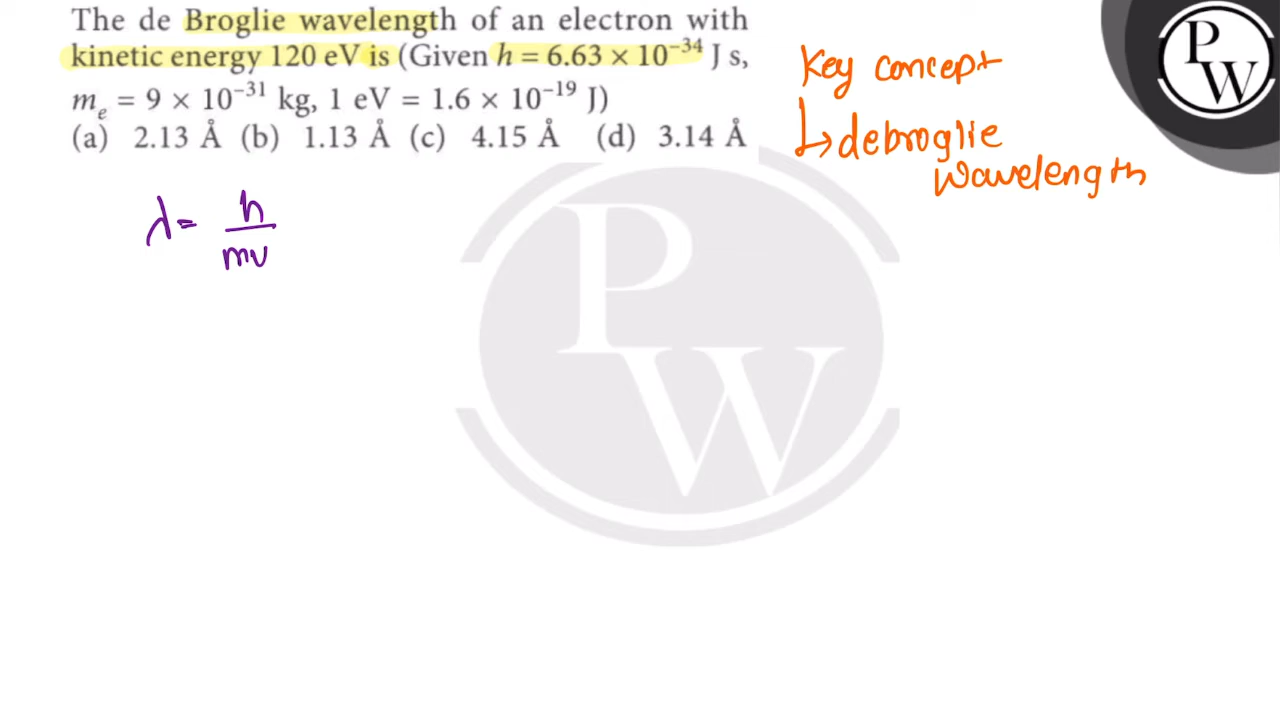 The de Broglie wavelength of an electron with
kinetic energy 120 eV is (Given h = 6.63 × 10⁻³⁴ J s,
mₑ = 9 × 10⁻³¹ kg, 1 eV = 1.6 × 10⁻¹⁹ J)
(a) 2.13 Å (b) 1.13 Å (c) 4.15 Å (d) 3.14 Å
Key concept
↳ debroglie
wavelength
λ = h/mv
P
W
P
W